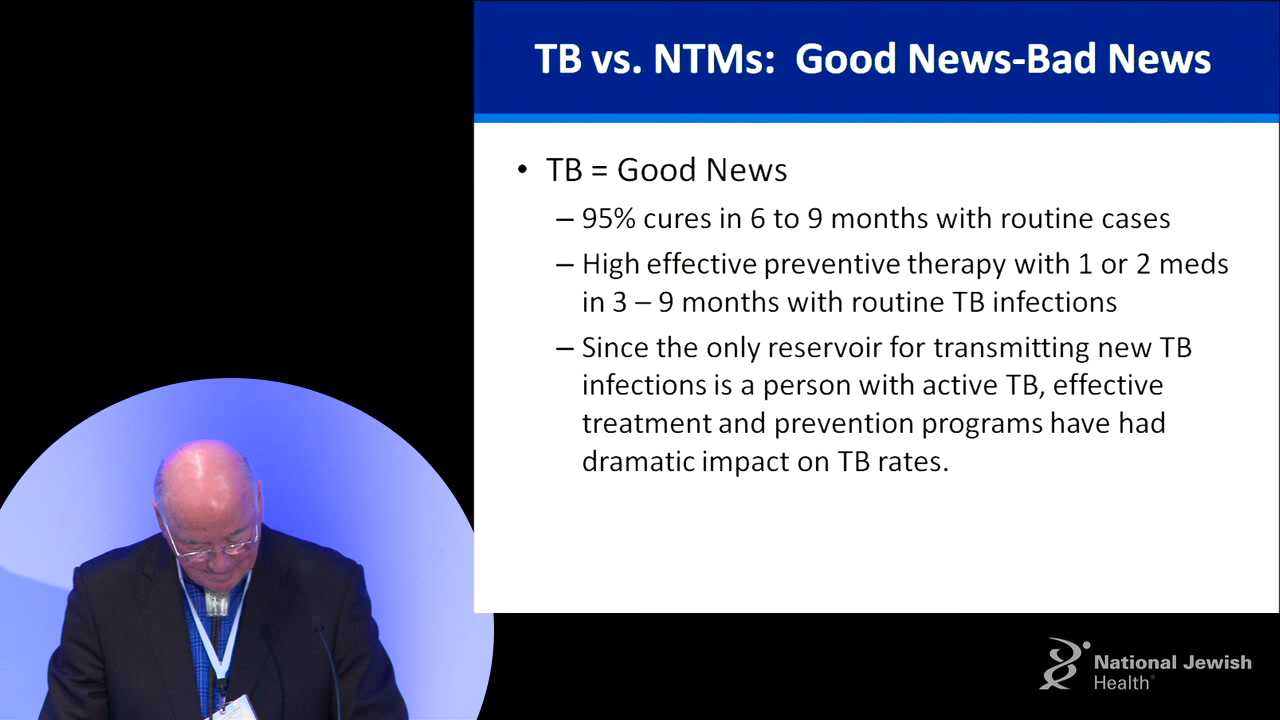 TB vs. NTMs: Good News-Bad News
• TB = Good News
– 95% cures in 6 to 9 months with routine cases
– High effective preventive therapy with 1 or 2 meds
in 3 – 9 months with routine TB infections
– Since the only reservoir for transmitting new TB
infections is a person with active TB, effective
treatment and prevention programs have had
dramatic impact on TB rates.
National Jewish
Health®